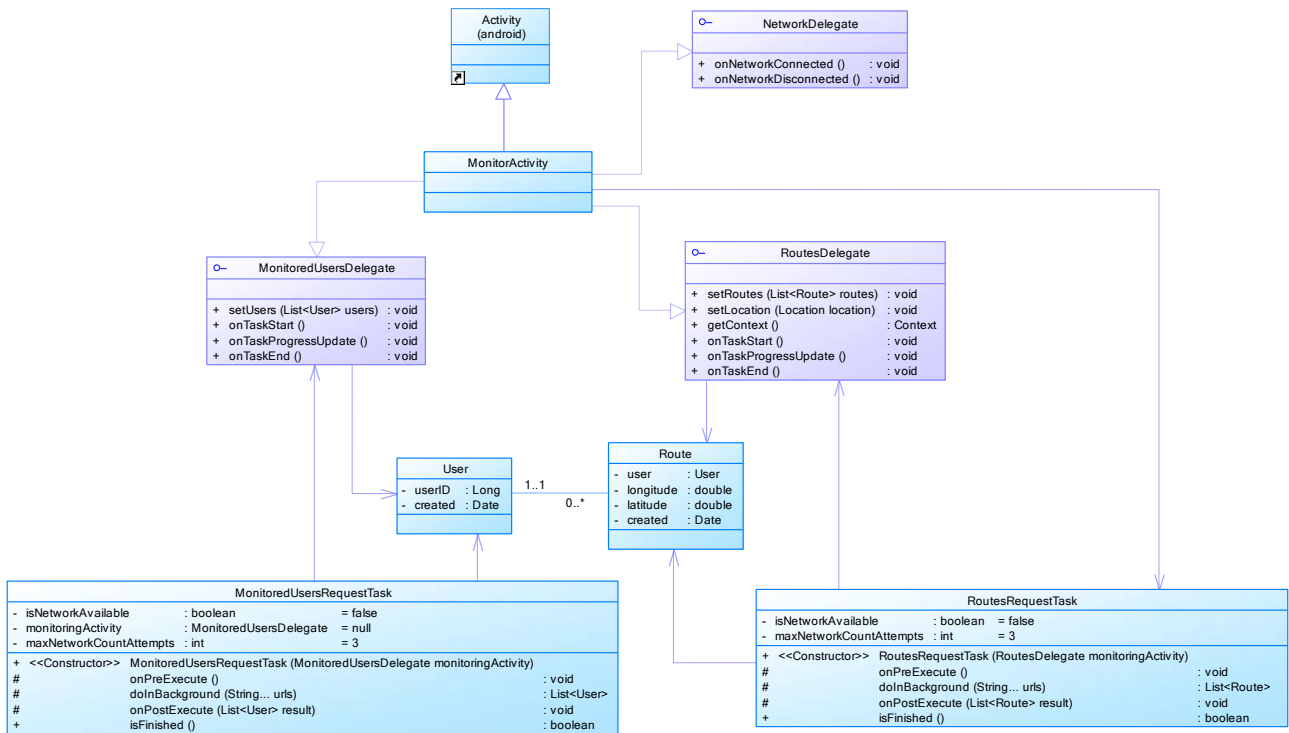 Activity
(android)
NetworkDelegate
+ onNetworkConnected () : void
+ onNetworkDisconnected () : void
MonitorActivity
MonitoredUsersDelegate
+ setUsers (List<User> users) : void
+ onTaskStart () : void
+ onTaskProgressUpdate () : void
+ onTaskEnd () : void
RoutesDelegate
+ setRoutes (List<Route> routes) : void
+ setLocation (Location location) : void
+ getContext () : Context
+ onTaskStart () : void
+ onTaskProgressUpdate () : void
+ onTaskEnd () : void
User
- userID : Long
- created : Date
1..1
0..*
Route
- user : User
- longitude : double
- latitude : double
- created : Date
MonitoredUsersRequestTask
- isNetworkAvailable : boolean = false
- monitoringActivity : MonitoredUsersDelegate = null
- maxNetworkCountAttempts : int = 3
+ <<Constructor>> MonitoredUsersRequestTask (MonitoredUsersDelegate monitoringActivity)
# onPreExecute () : void
# doInBackground (String... urls) : List<User>
# onPostExecute (List<User> result) : void
+ isFinished () : boolean
RoutesRequestTask
- isNetworkAvailable : boolean = false
- maxNetworkCountAttempts : int = 3
+ <<Constructor>> RoutesRequestTask (RoutesDelegate monitoringActivity)
# onPreExecute () : void
# doInBackground (String... urls) : List<Route>
# onPostExecute (List<Route> result) : void
+ isFinished () : boolean